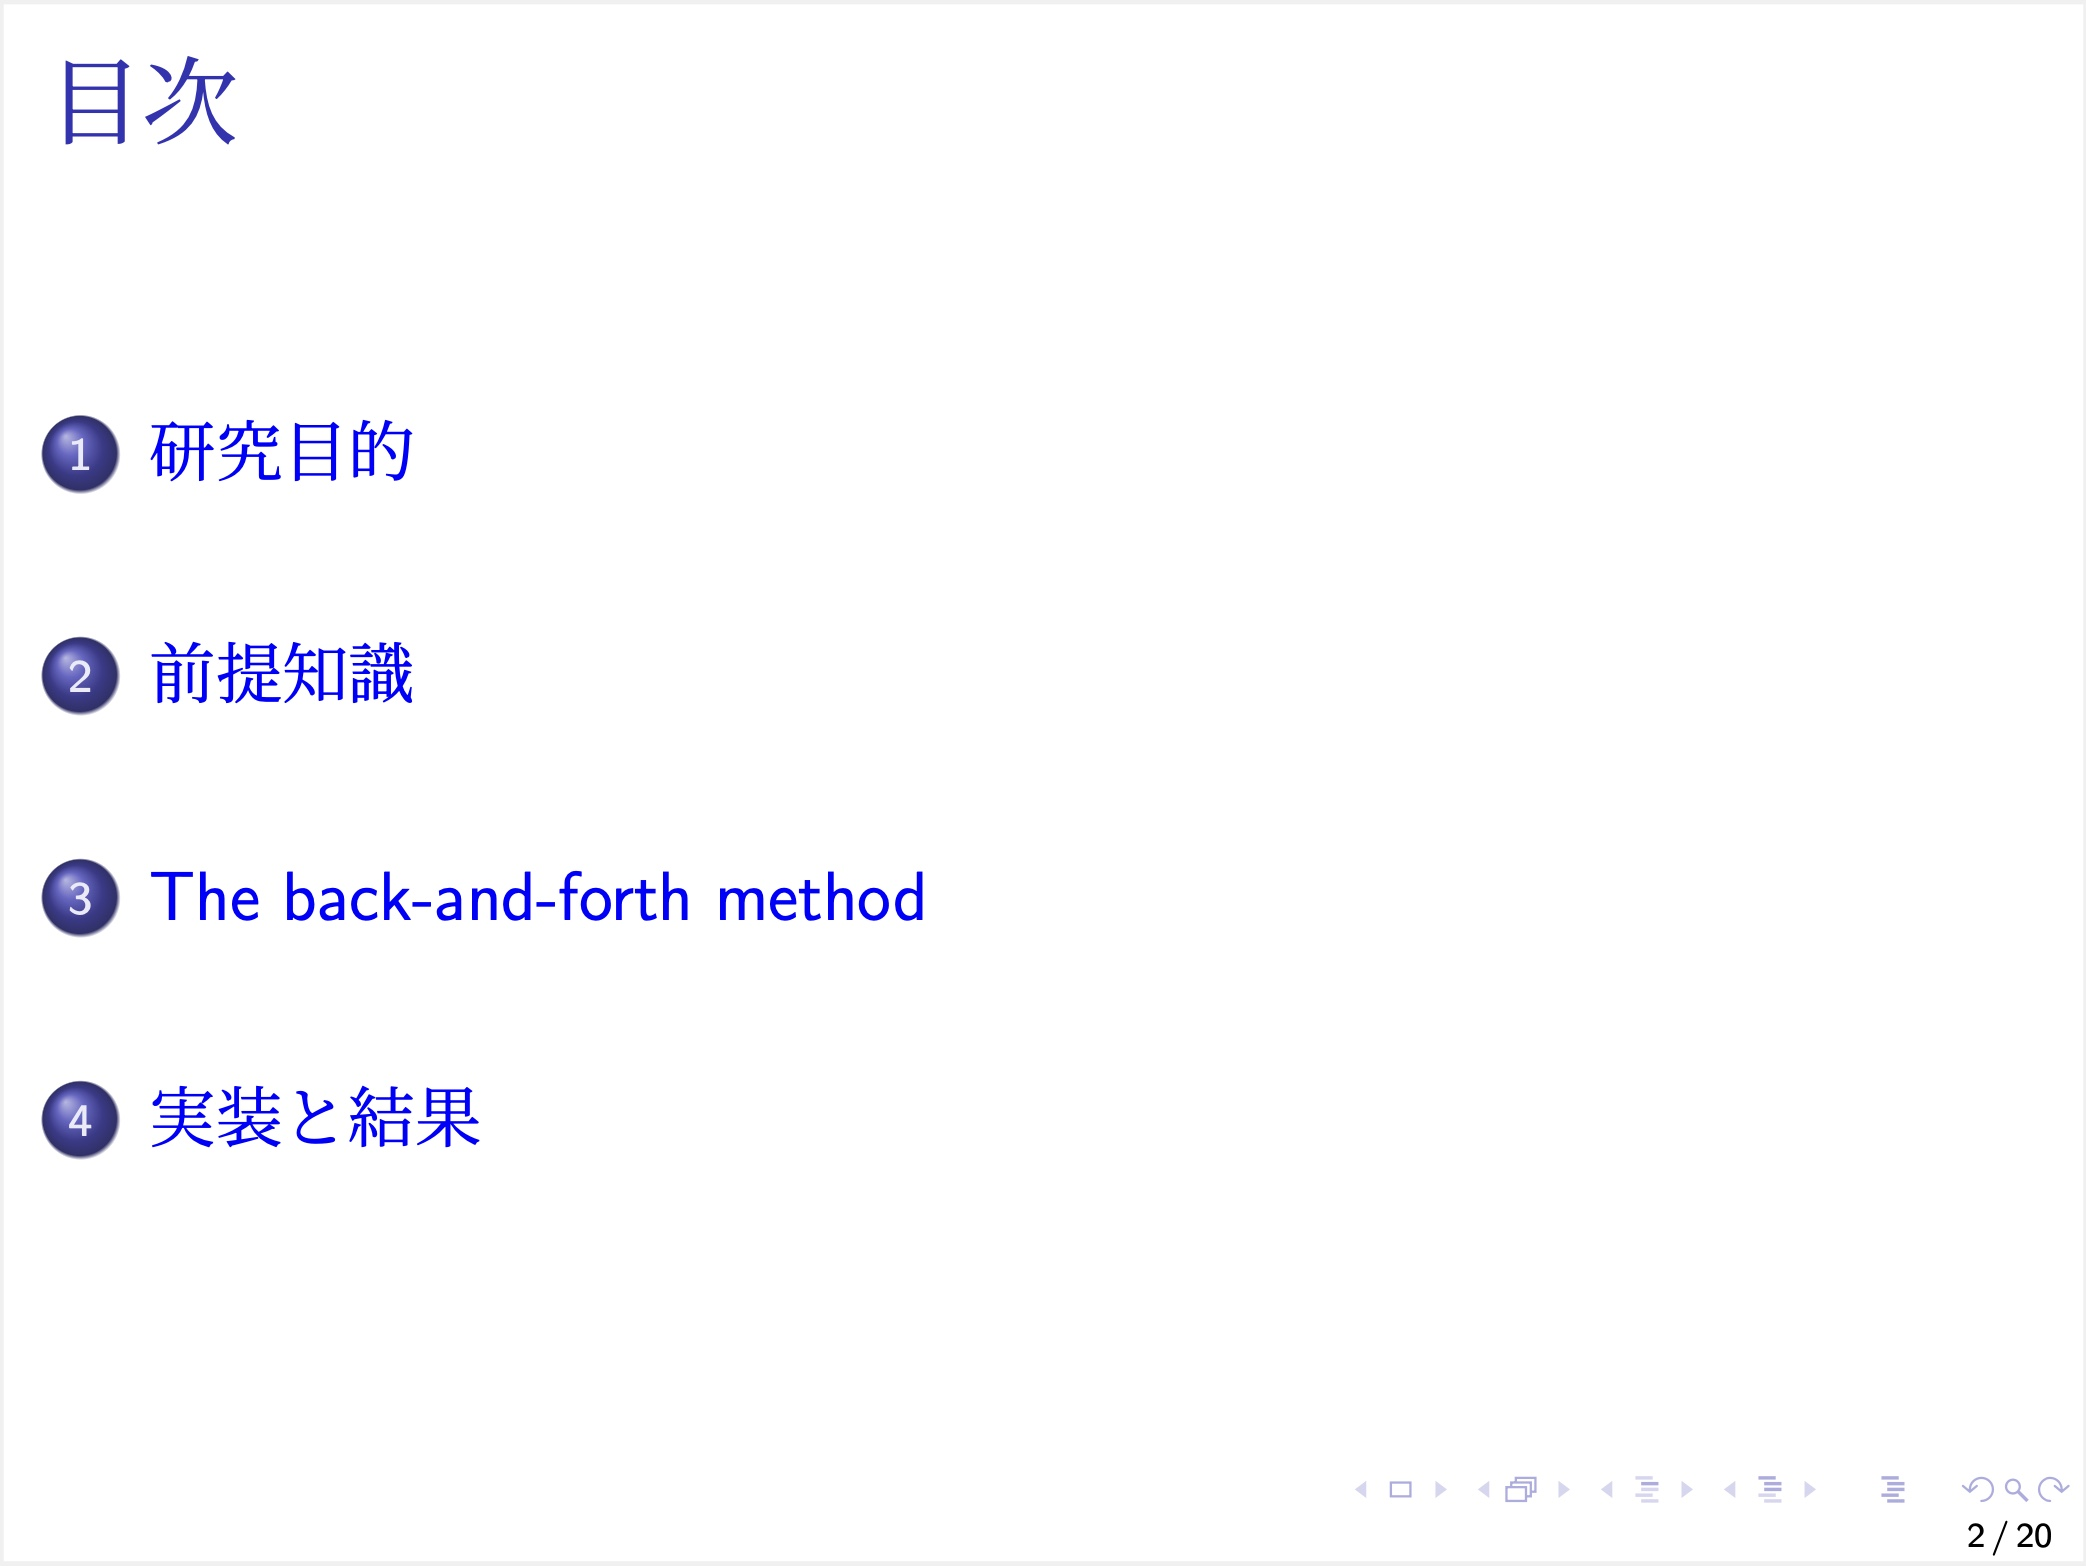 目次
1 研究目的
2 前提知識
3 The back-and-forth method
4 実装と結果
2 / 20